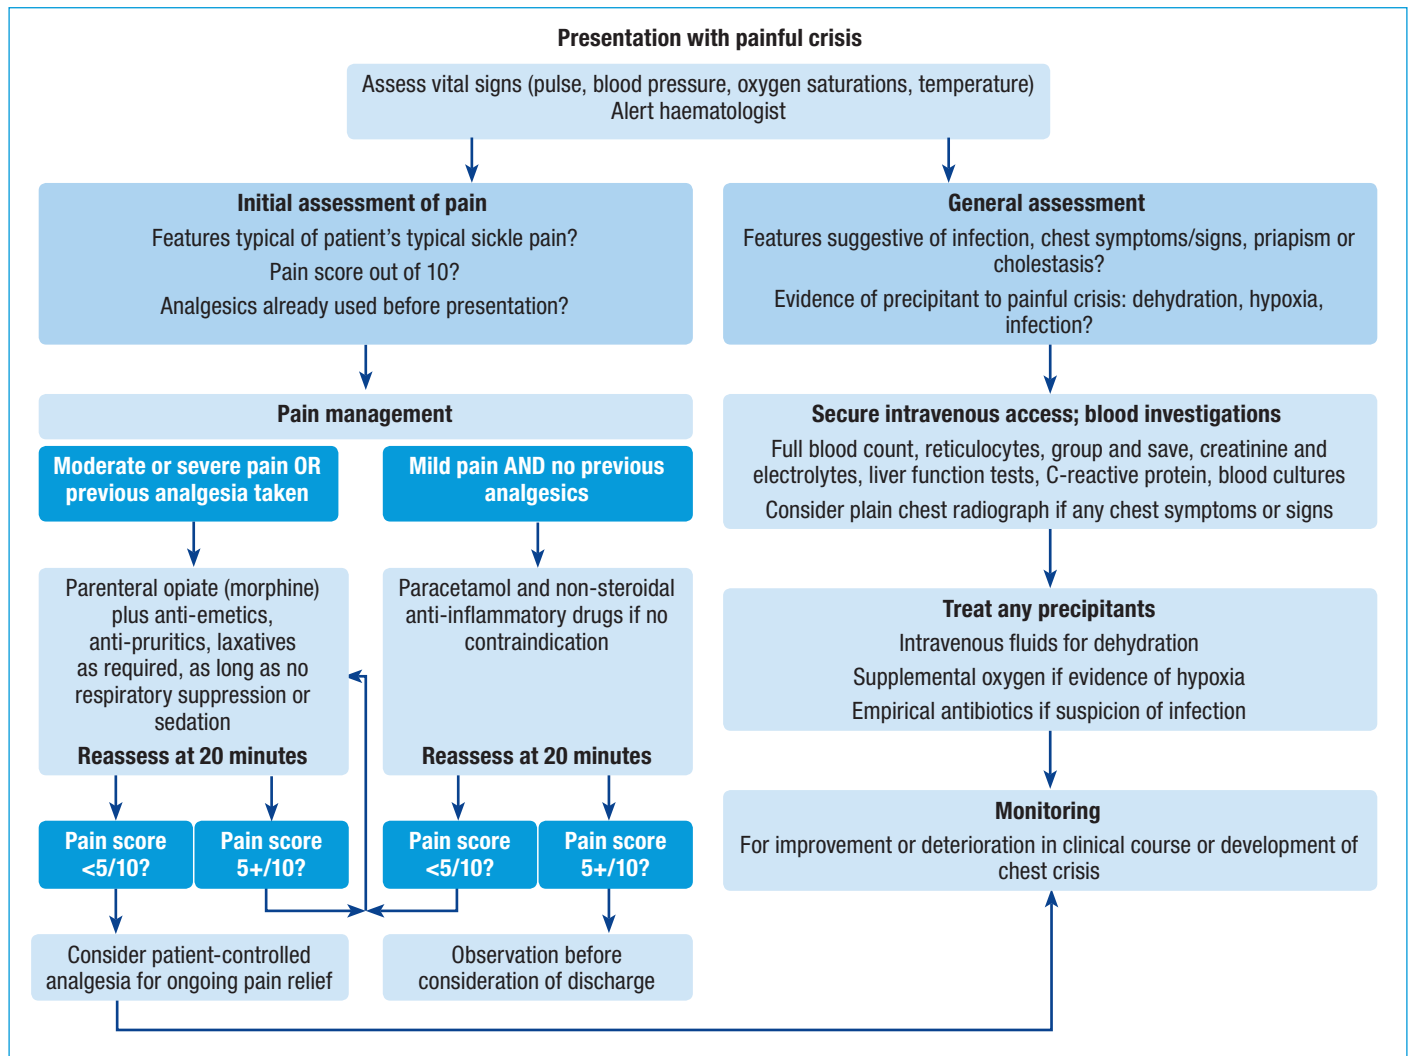 Presentation with painful crisis
Assess vital signs (pulse, blood pressure, oxygen saturations, temperature)
Alert haematologist
Initial assessment of pain
Features typical of patient's typical sickle pain?
Pain score out of 10?
Analgesics already used before presentation?
General assessment
Features suggestive of infection, chest symptoms/signs, priapism or
cholestasis?
Evidence of precipitant to painful crisis: dehydration, hypoxia,
infection?
Pain management
Moderate or severe pain OR
previous analgesia taken
Mild pain AND no previous
analgesics
Parenteral opiate (morphine)
plus anti-emetics,
anti-pruritics, laxatives
as required, as long as no
respiratory suppression or
sedation
Reassess at 20 minutes
Paracetamol and non-steroidal
anti-inflammatory drugs if no
contraindication
Reassess at 20 minutes
Pain score
<5/10?
Pain score
5+/10?
Pain score
<5/10?
Pain score
5+/10?
Consider patient-controlled
analgesia for ongoing pain relief
Observation before
consideration of discharge
Secure intravenous access; blood investigations
Full blood count, reticulocytes, group and save, creatinine and
electrolytes, liver function tests, C-reactive protein, blood cultures
Consider plain chest radiograph if any chest symptoms or signs
Treat any precipitants
Intravenous fluids for dehydration
Supplemental oxygen if evidence of hypoxia
Empirical antibiotics if suspicion of infection
Monitoring
For improvement or deterioration in clinical course or development of
chest crisis